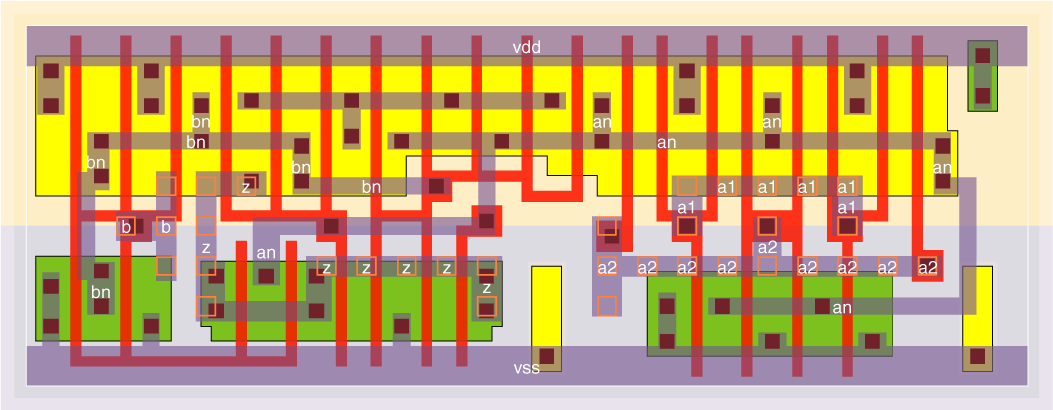 vdd
bn an an
bn an
bn bn an
z bn a1 a1 a1 a1
a1 a1
b b
z an a2
z z z z a2 a2 a2 a2 a2 a2 a2 a2
bn z
an
vss